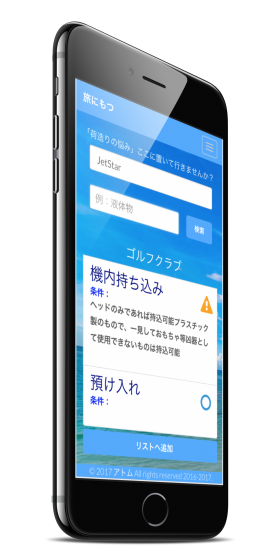 旅にもつ
「荷造りの悩み」ここに置いて行きませんか?
JetStar
例：液体物
検索
ゴルフクラブ
機内持ち込み
条件：
ヘッドのみであれば持込可能プラスチック
製のもので、一見しておもちゃ等凶器とし
て使用できないものは持込可能
預け入れ
条件：
リストへ追加
© 2017 アトム All rights reserved 2016-2017